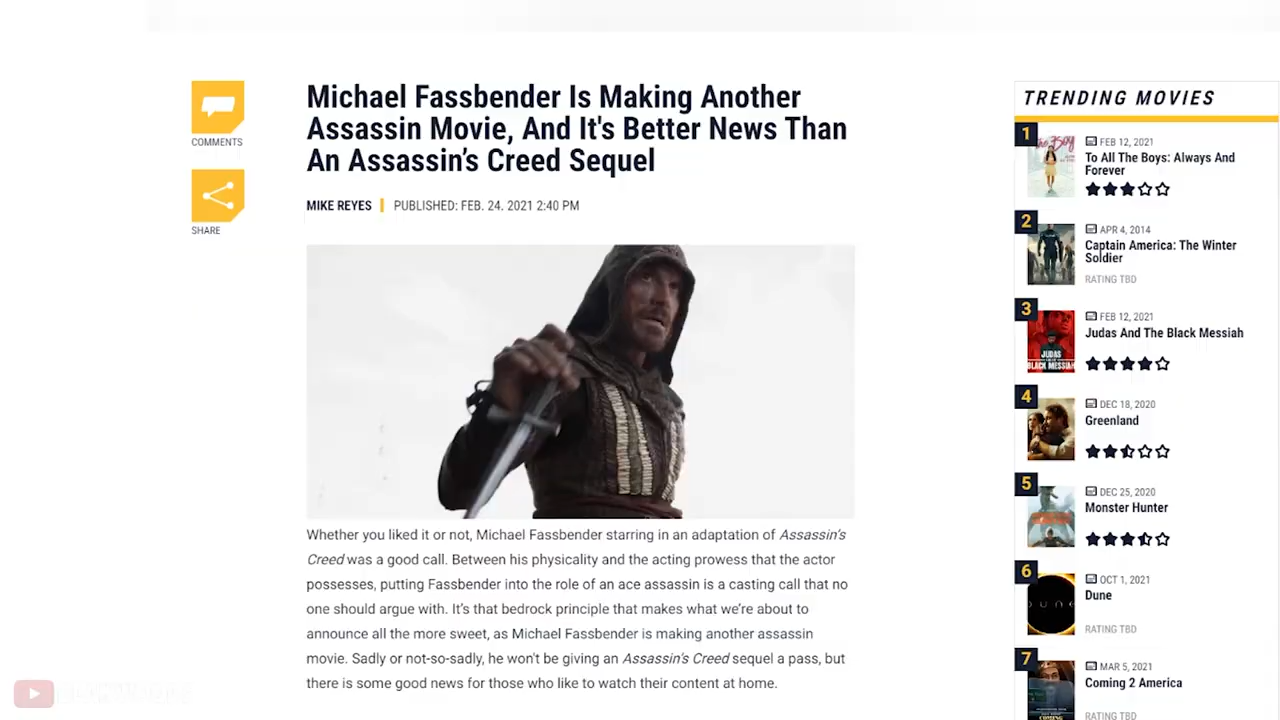 COMMENTS
SHARE
Michael Fassbender Is Making Another
Assassin Movie, And It's Better News Than
An Assassin’s Creed Sequel
MIKE REYES
PUBLISHED: FEB. 24. 2021 2:40 PM
Whether you liked it or not, Michael Fassbender starring in an adaptation of Assassin’s
Creed was a good call. Between his physicality and the acting prowess that the actor
possesses, putting Fassbender into the role of an ace assassin is a casting call that no
one should argue with. It’s that bedrock principle that makes what we’re about to
announce all the more sweet, as Michael Fassbender is making another assassin
movie. Sadly or not-so-sadly, he won't be giving an Assassin’s Creed sequel a pass, but
there is some good news for those who like to watch their content at home.
TRENDING MOVIES
1
FEB 12, 2021
To All The Boys: Always And
Forever
2
APR 4, 2014
Captain America: The Winter
Soldier
RATING TBD
3
JUDAS
BLACK MESSIAH
FEB 12, 2021
Judas And The Black Messiah
4
DEC 18, 2020
Greenland
5
DEC 25, 2020
Monster Hunter
6
DUNE
OCT 1, 2021
Dune
RATING TBD
7
MAR 5, 2021
Coming 2 America
RATING TBD